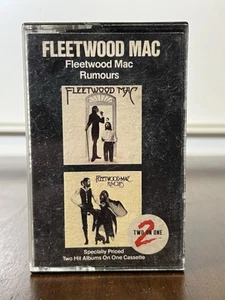 FLEETWOOD MAC
Fleetwood Mac
Rumours
FLEETWOOD MAC
FLEETWOOD MAC
RUMOURS
2
TWO ON ONE
Specially Priced
Two Hit Albums On One Cassette